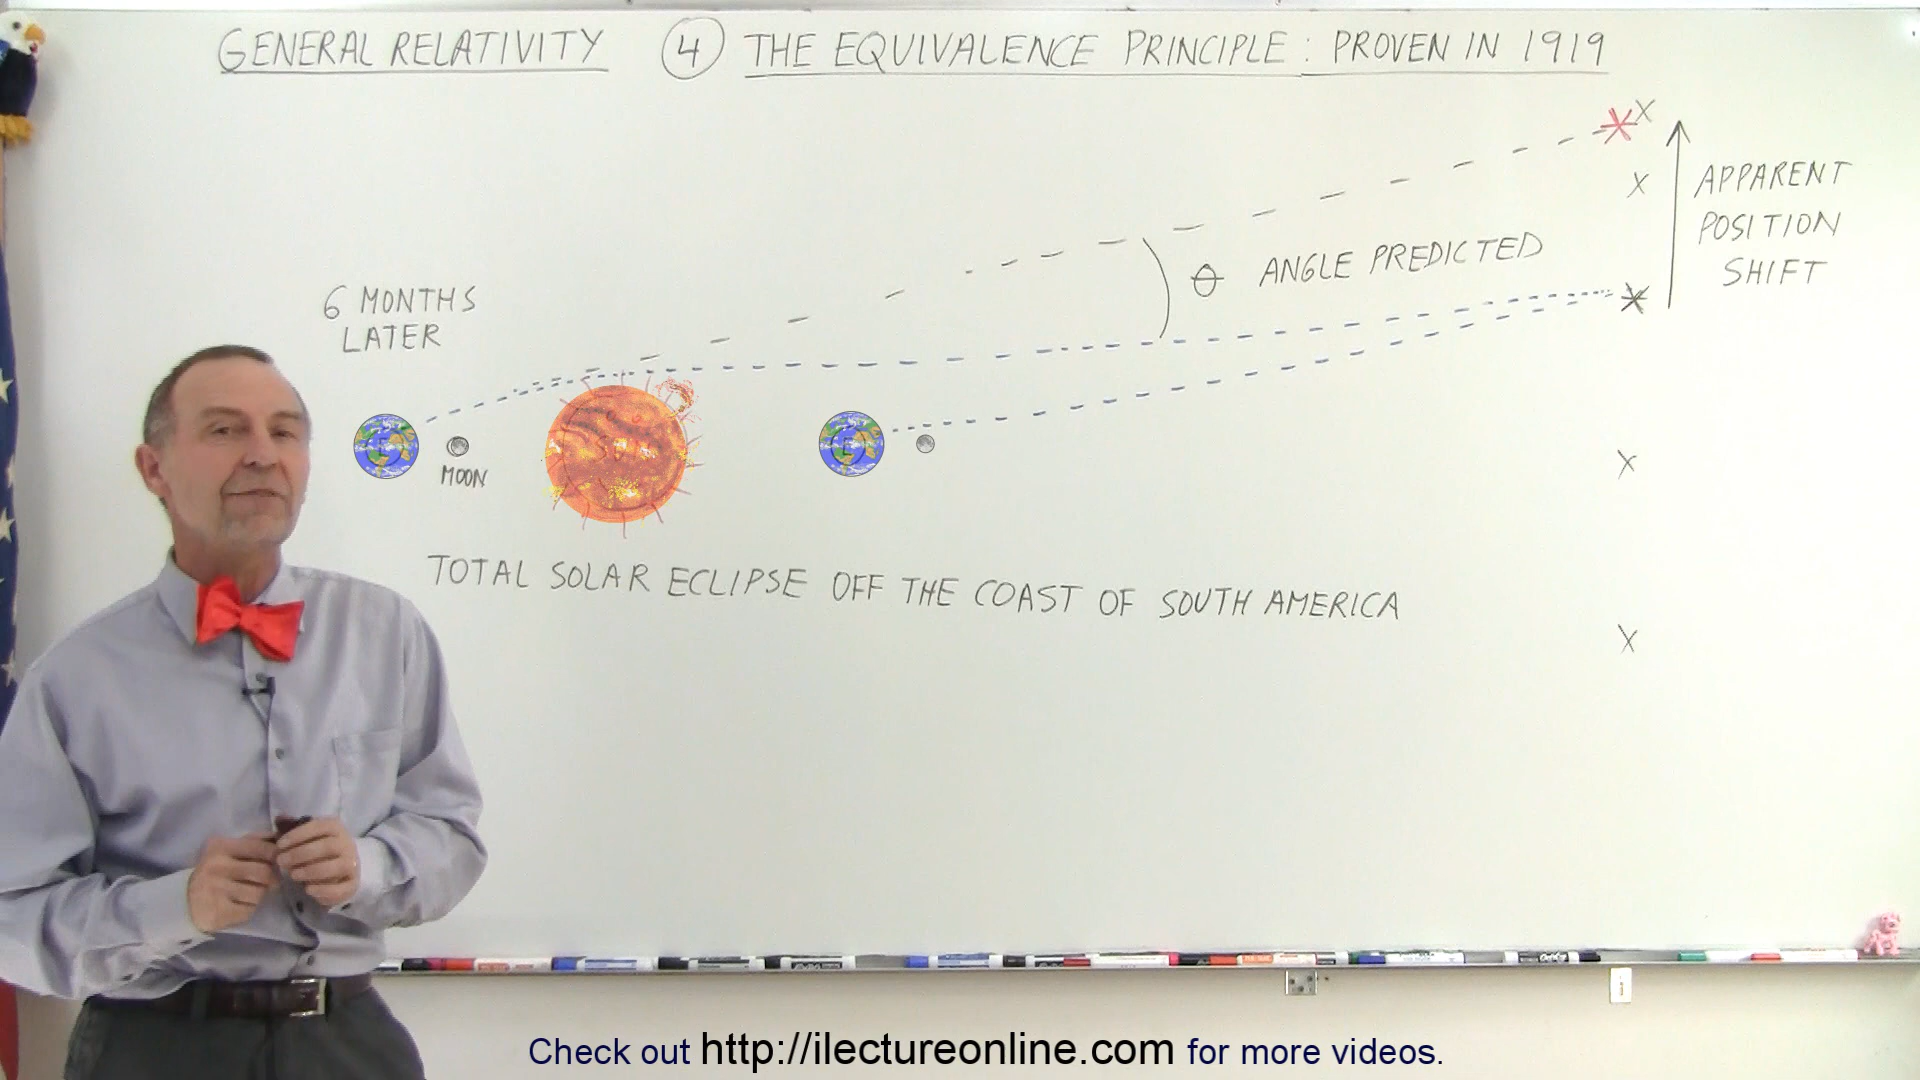 GENERAL RELATIVITY 4 THE EQUIVALENCE PRINCIPLE : PROVEN IN 1919
APPARENT
POSITION
SHIFT
θ ANGLE PREDICTED
6 MONTHS
LATER
E
MOON
SUN
E
TOTAL SOLAR ECLIPSE OFF THE COAST OF SOUTH AMERICA
Check out http://ilectureonline.com for more videos.